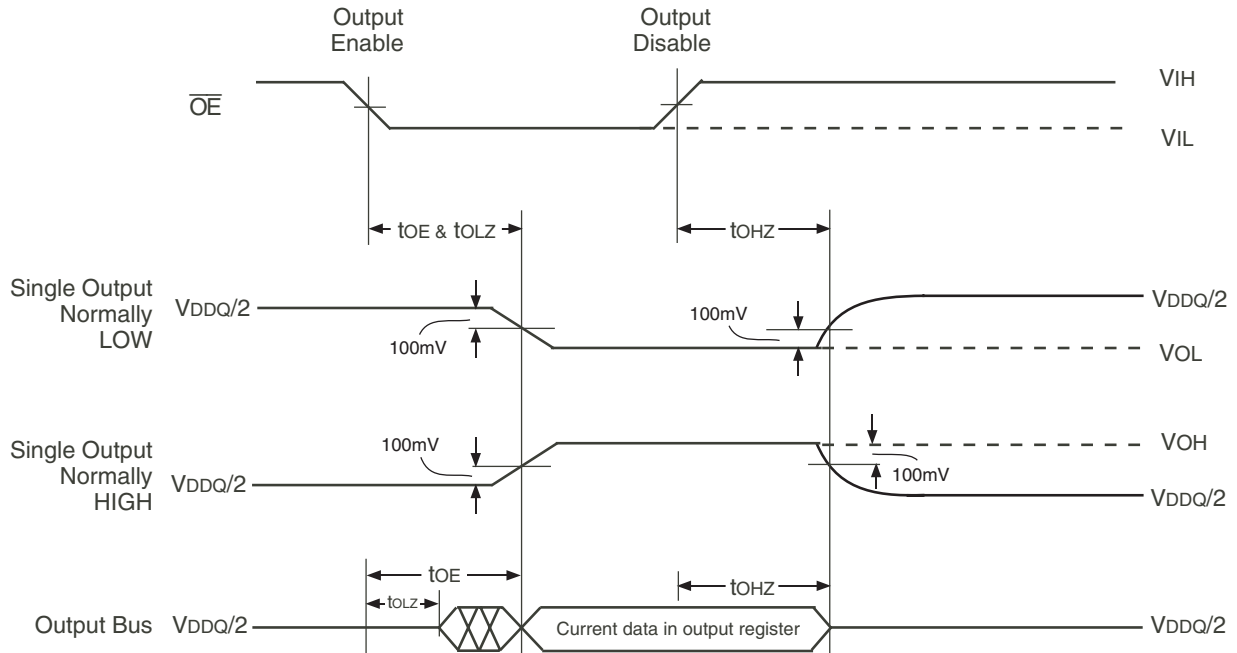 Output
Enable
Output
Disable
OE
VIH
VIL
tOE & tOLZ
tOHZ
Single Output
Normally
LOW
VDDQ/2
100mV
100mV
VDDQ/2
VOL
Single Output
Normally
HIGH
VDDQ/2
100mV
VOH
100mV
VDDQ/2
tOE
tOLZ
tOHZ
Output Bus
VDDQ/2
Current data in output register
VDDQ/2